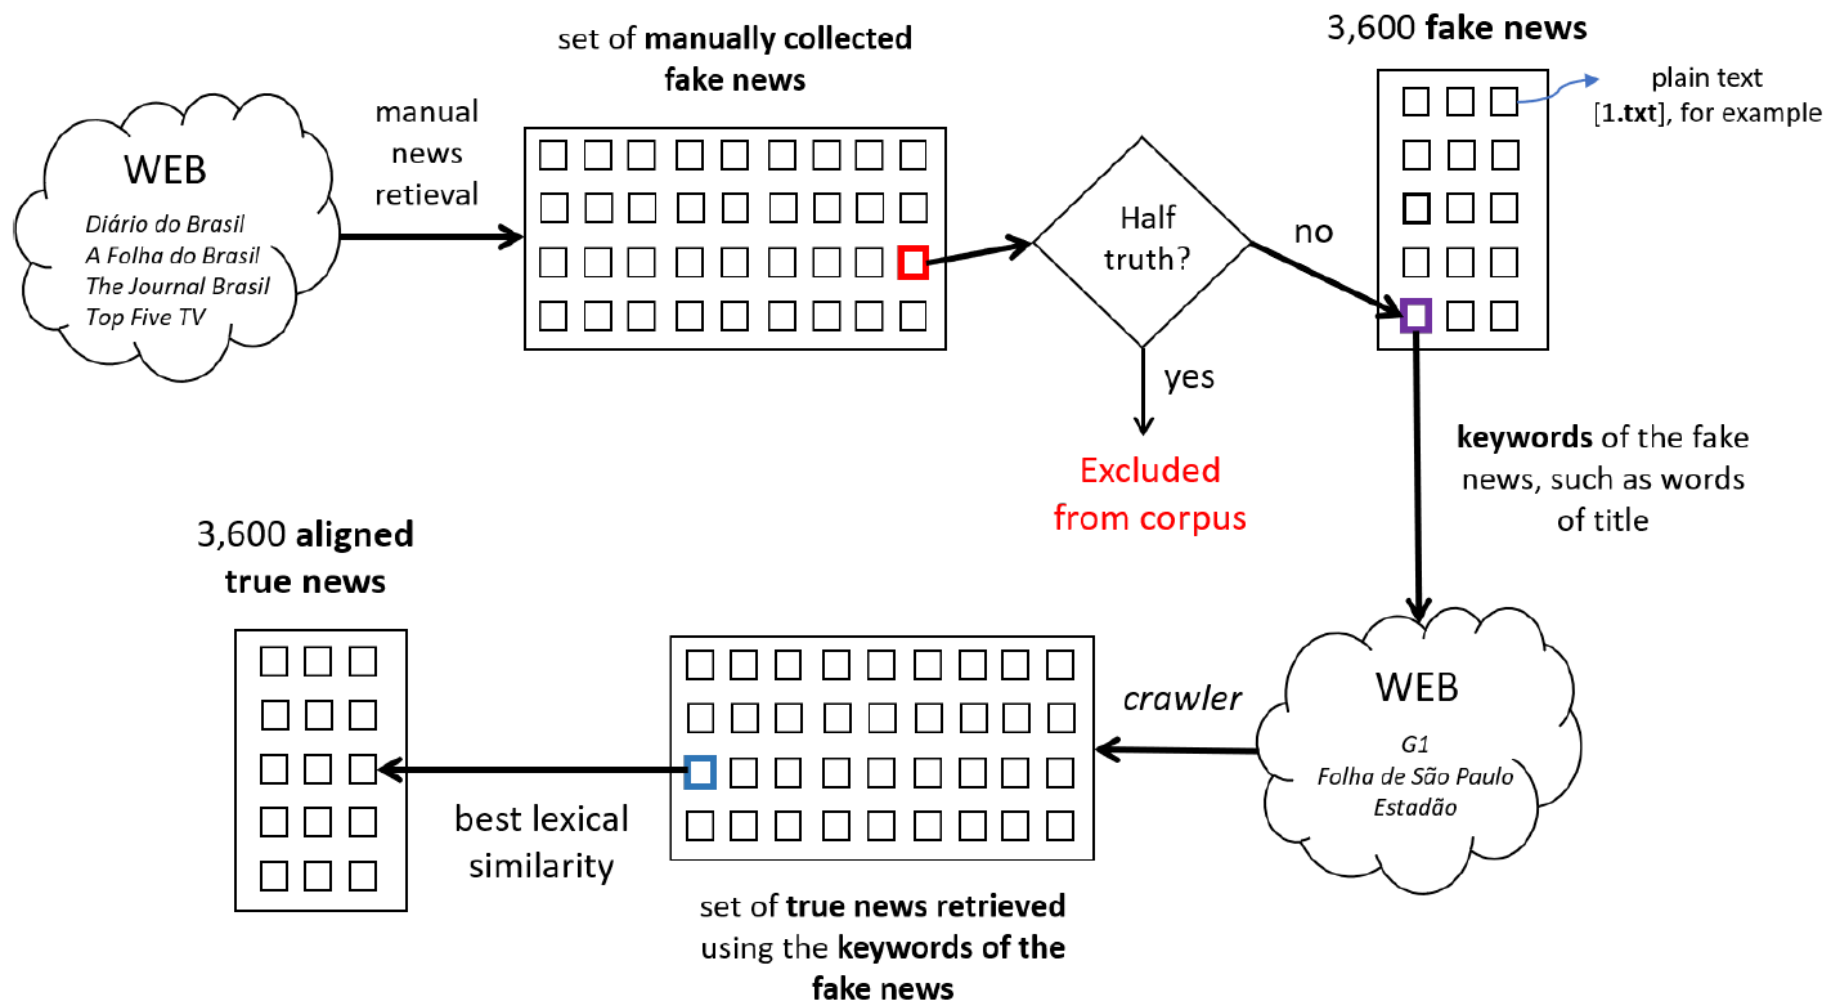 set of manually collected
fake news
3,600 fake news
plain text
[1.txt], for example
manual
news
retieval
WEB
Diário do Brasil
A Folha do Brasil
The Journal Brasil
Top Five TV
Half
truth?
no
yes
Excluded
from corpus
keywords of the fake
news, such as words
of title
3,600 aligned
true news
WEB
G1
Folha de São Paulo
Estadão
crawler
best lexical
similarity
set of true news retrieved
using the keywords of the
fake news